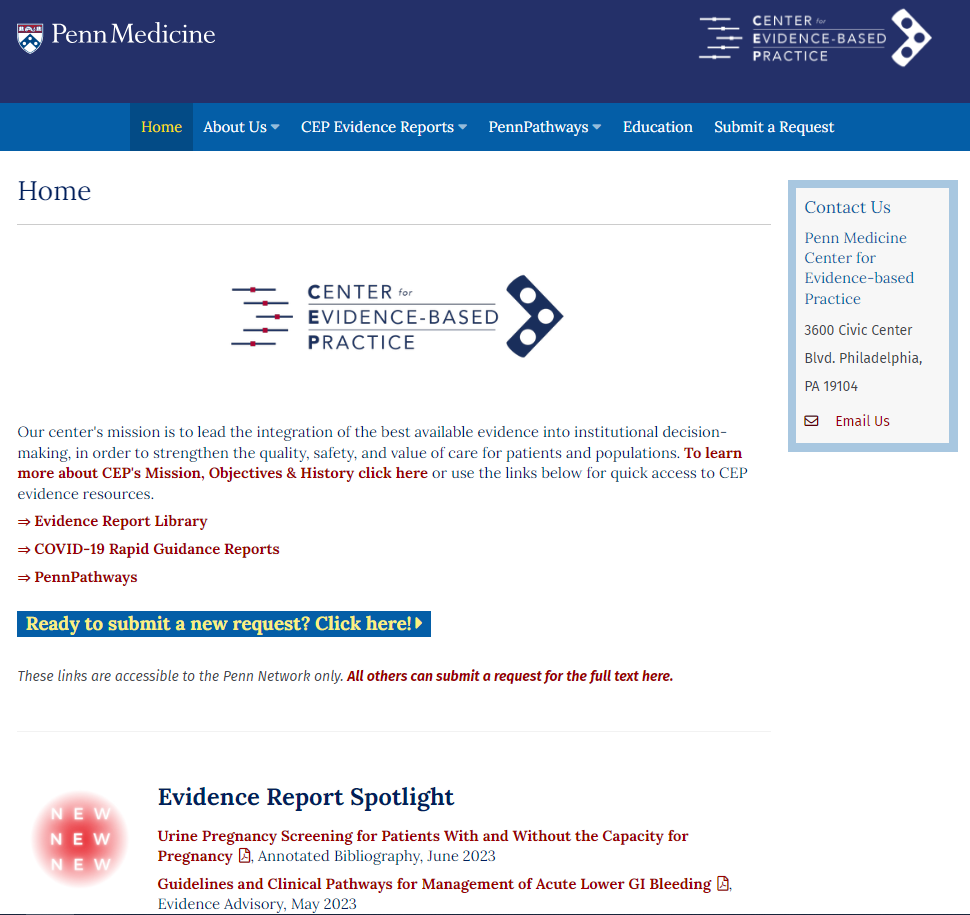 Penn Medicine
CENTER for
EVIDENCE-BASED
PRACTICE
Home
About Us
CEP Evidence Reports
PennPathways
Education
Submit a Request
Home
CENTER for
EVIDENCE-BASED
PRACTICE
Our center's mission is to lead the integration of the best available evidence into institutional decision-
making, in order to strengthen the quality, safety, and value of care for patients and populations. To learn
more about CEP's Mission, Objectives & History click here or use the links below for quick access to CEP
evidence resources.
⇒ Evidence Report Library
⇒ COVID-19 Rapid Guidance Reports
⇒ PennPathways
Ready to submit a new request? Click here!
These links are accessible to the Penn Network only. All others can submit a request for the full text here.
NEW
NEW
NEW
Evidence Report Spotlight
Urine Pregnancy Screening for Patients With and Without the Capacity for
Pregnancy , Annotated Bibliography, June 2023
Guidelines and Clinical Pathways for Management of Acute Lower GI Bleeding ,
Evidence Advisory, May 2023
Contact Us
Penn Medicine
Center for
Evidence-based
Practice
3600 Civic Center
Blvd. Philadelphia,
PA 19104
Email Us